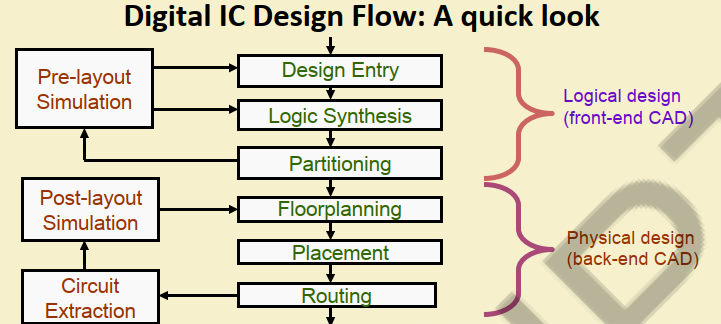 Digital IC Design Flow: A quick look
Pre-layout
Simulation
Design Entry
Logic Synthesis
Partitioning
Logical design
(front-end CAD)
Post-layout
Simulation
Floorplanning
Placement
Physical design
(back-end CAD)
Circuit
Extraction
Routing